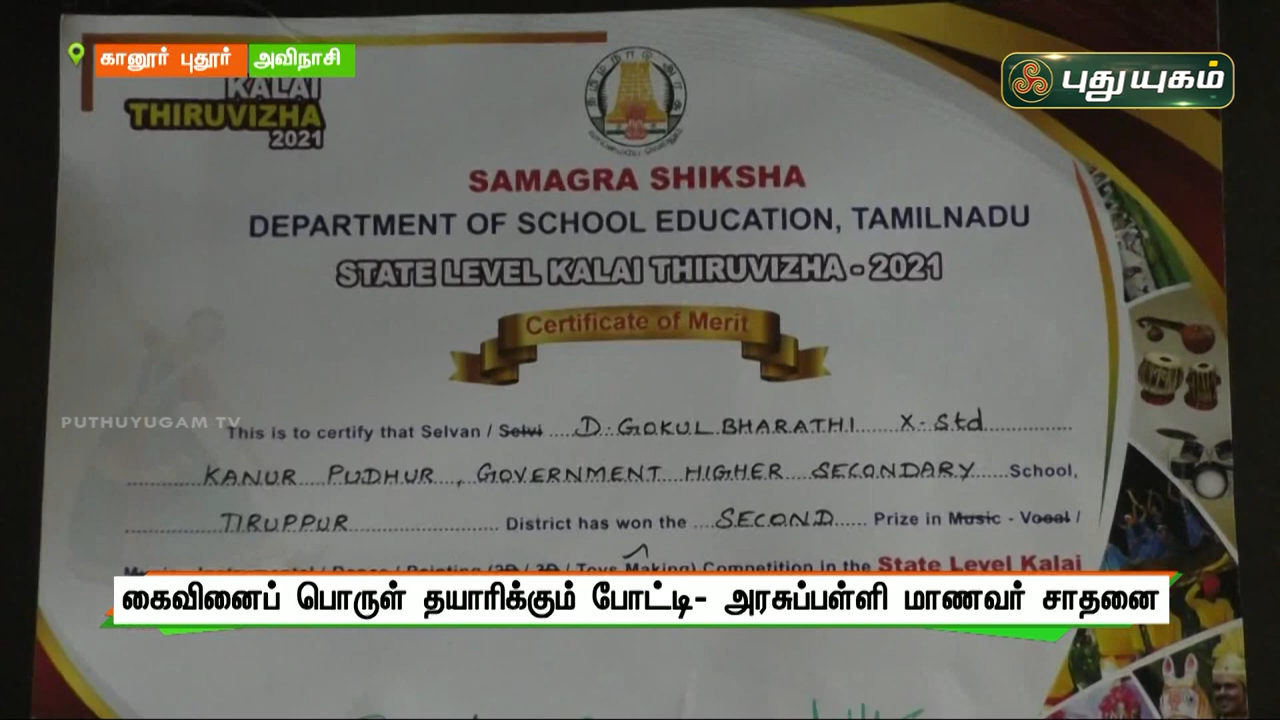 கானூர் புதூர் அவிநாசி
புதுயுகம்
KALAI
THIRUVIZHA
2021
SAMAGRA SHIKSHA
DEPARTMENT OF SCHOOL EDUCATION, TAMILNADU
STATE LEVEL KALAI THIRUVIZHA - 2021
Certificate of Merit
PUTHUYUGAM TV
This is to certify that Selvan / Selvi D. GOKUL BHARATHI X-Std
KANUR PUDHUR, GOVERNMENT HIGHER SECONDARY School,
TIRUPPUR District has won the SECOND Prize in Music - Vocal /
Making) Competition in the State Level Kalai
கைவினைப் பொருள் தயாரிக்கும் போட்டி- அரசுப்பள்ளி மாணவர் சாதனை